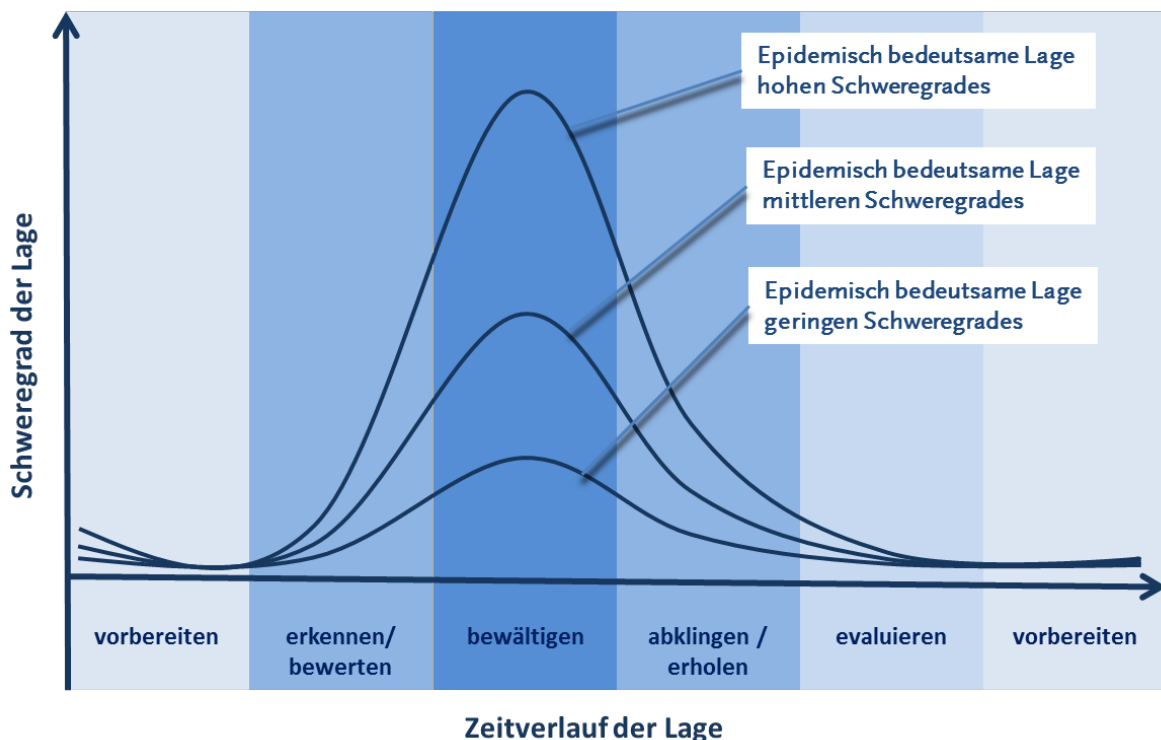 Epidemisch bedeutsame Lage
hohen Schweregrades
Epidemisch bedeutsame Lage
mittleren Schweregrades
Epidemisch bedeutsame Lage
geringen Schweregrades
Schweregrad der Lage
vorbereiten
erkennen/
bewerten
bewältigen
abklingen /
erholen
evaluieren
vorbereiten
Zeitverlauf der Lage